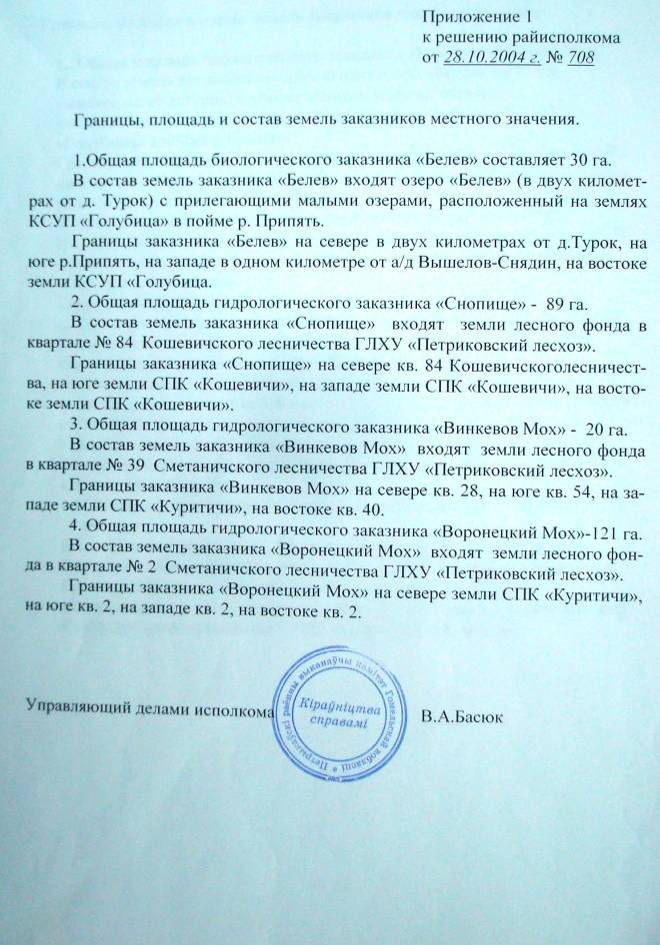 Приложение 1
к решению райисполкома
от 28.10.2004 г. № 708
Границы, площадь и состав земель заказников местного значения.
1.Общая площадь биологического заказника «Белев» составляет 30 га.
В состав земель заказника «Белев» входят озеро «Белев» (в двух километ-
рах от д. Турок) с прилегающими малыми озерами, расположенный на землях
КСУП «Голубица» в пойме р. Припять.
Границы заказника «Белев» на севере в двух километрах от д.Турок, на
юге р.Припять, на западе в одном километре от а/д Вышелов-Снядин, на востоке
земли КСУП «Голубица.
2. Общая площадь гидрологического заказника «Снопище» - 89 га.
В состав земель заказника «Снопище» входят земли лесного фонда в
квартале № 84 Кошевичского лесничества ГЛХУ «Петриковский лесхоз».
Границы заказника «Снопище» на севере кв. 84 Кошевичскоголесничест-
ва, на юге земли СПК «Кошевичи», на западе земли СПК «Кошевичи», на восто-
ке земли СПК «Кошевичи».
3. Общая площадь гидрологического заказника «Винкевов Мох» - 20 га.
В состав земель заказника «Винкевов Мох» входят земли лесного фонда
в квартале № 39 Сметаничского лесничества ГЛХУ «Петриковский лесхоз».
Границы заказника «Винкевов Мох» на севере кв. 28, на юге кв. 54, на за-
паде земли СПК «Куритичи», на востоке кв. 40.
4. Общая площадь гидрологического заказника «Воронецкий Мох»-121 га.
В состав земель заказника «Воронецкий Мох» входят земли лесного фон-
да в квартале № 2 Сметаничского лесничества ГЛХУ «Петриковский лесхоз».
Границы заказника «Воронецкий Мох» на севере земли СПК «Куритичи»,
на юге кв. 2, на западе кв. 2, на востоке кв. 2.
Управляющий делами исполкома
Петрыкаўскі раённы выканаўчы камітэт Гомельскай вобласці
Кіраўніцтва
справамі
В.А.Басюк